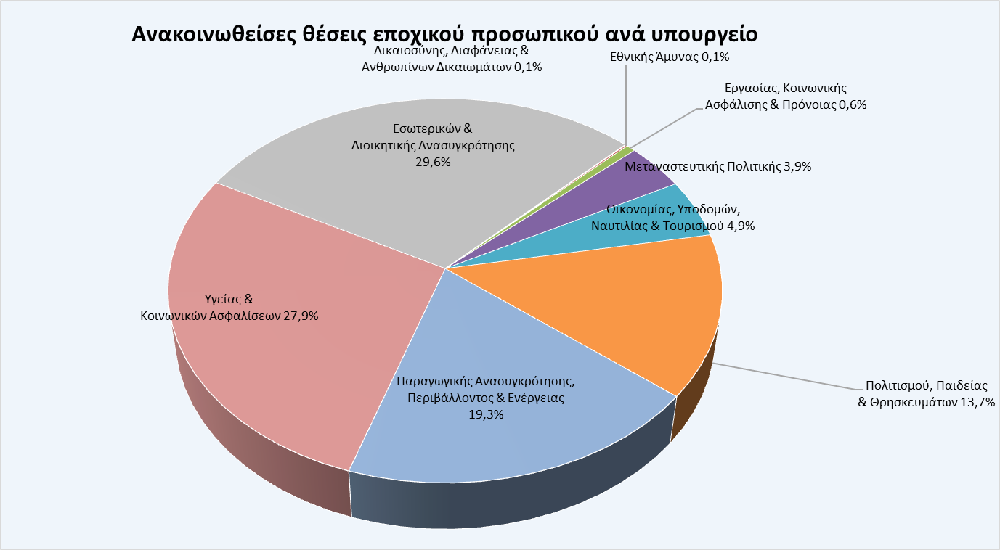 Ανακοινωθείσες θέσεις εποχικού προσωπικού ανά υπουργείο
Δικαιοσύνης, Διαφάνειας &
Ανθρωπίνων Δικαιωμάτων 0,1%
Εθνικής Άμυνας 0,1%
Εργασίας, Κοινωνικής
Ασφάλισης & Πρόνοιας 0,6%
Εσωτερικών &
Διοικητικής Ανασυγκρότησης
29,6%
Μεταναστευτικής Πολιτικής 3,9%
Οικονομίας, Υποδομών,
Ναυτιλίας & Τουρισμού 4,9%
Υγείας &
Κοινωνικών Ασφαλίσεων 27,9%
Παραγωγικής Ανασυγκρότησης,
Περιβάλλοντος & Ενέργειας
19,3%
Πολιτισμού, Παιδείας
& Θρησκευμάτων 13,7%